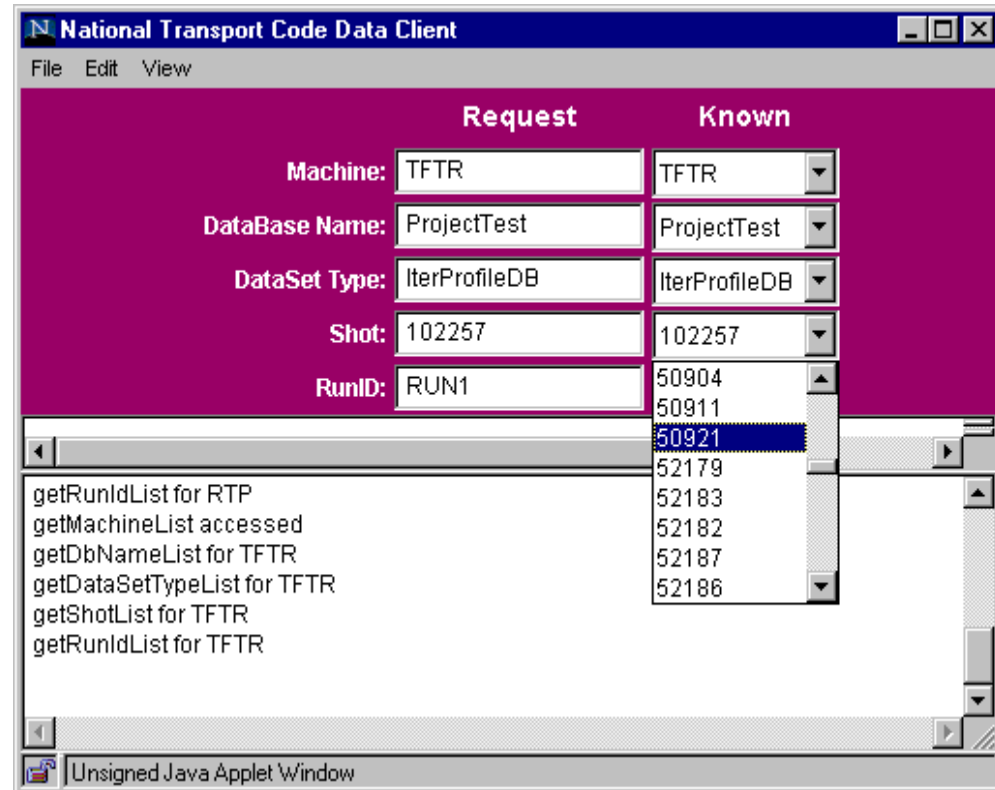 National Transport Code Data Client
File Edit View
Request Known
Machine: TFTR TFTR
DataBase Name: ProjectTest ProjectTest
DataSet Type: IterProfileDB IterProfileDB
Shot: 102257 102257
RunID: RUN1
50904
50911
50921
52179
52183
52182
52187
52186
getRunIdList for RTP
getMachineList accessed
getDbNameList for TFTR
getDataSetTypeList for TFTR
getShotList for TFTR
getRunIdList for TFTR
Unsigned Java Applet Window